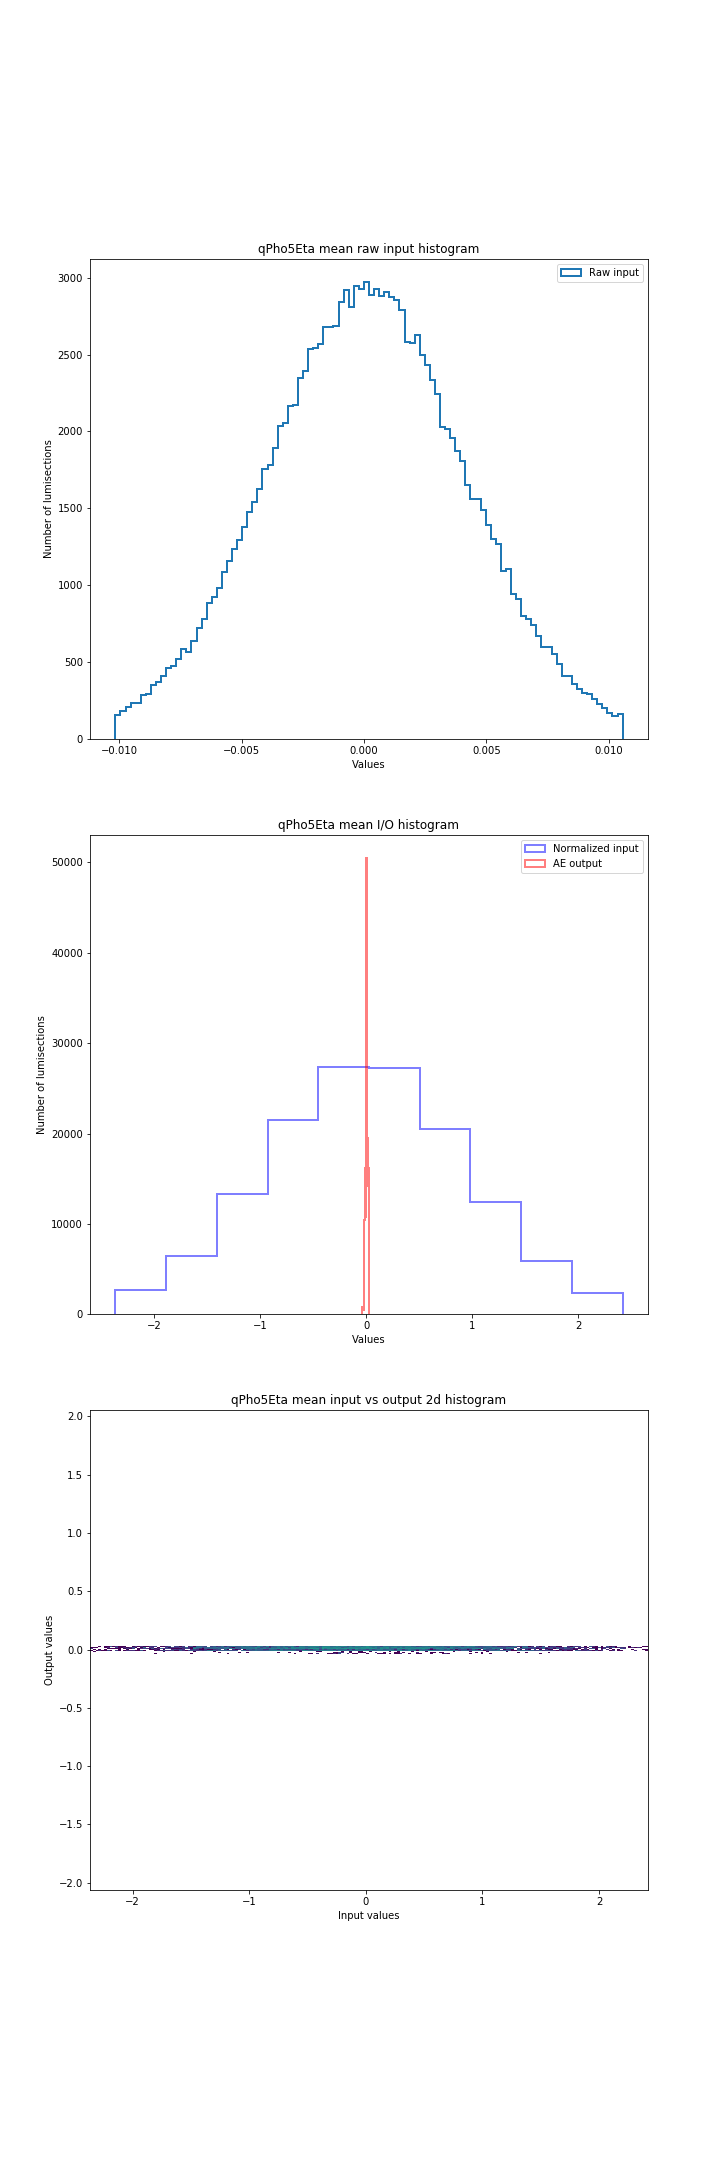 qPho5Eta mean raw input histogram
Raw input
3000
2500
2000
1500
1000
500
0
Number of lumisections
−0.010 −0.005 0.000 0.005 0.010
Values
qPho5Eta mean I/O histogram
Normalized input
AE output
50000
40000
30000
20000
10000
0
Number of lumisections
−2 −1 0 1 2
Values
qPho5Eta mean input vs output 2d histogram
2.0
1.5
1.0
0.5
0.0
−0.5
−1.0
−1.5
−2.0
Output values
−2 −1 0 1 2
Input values